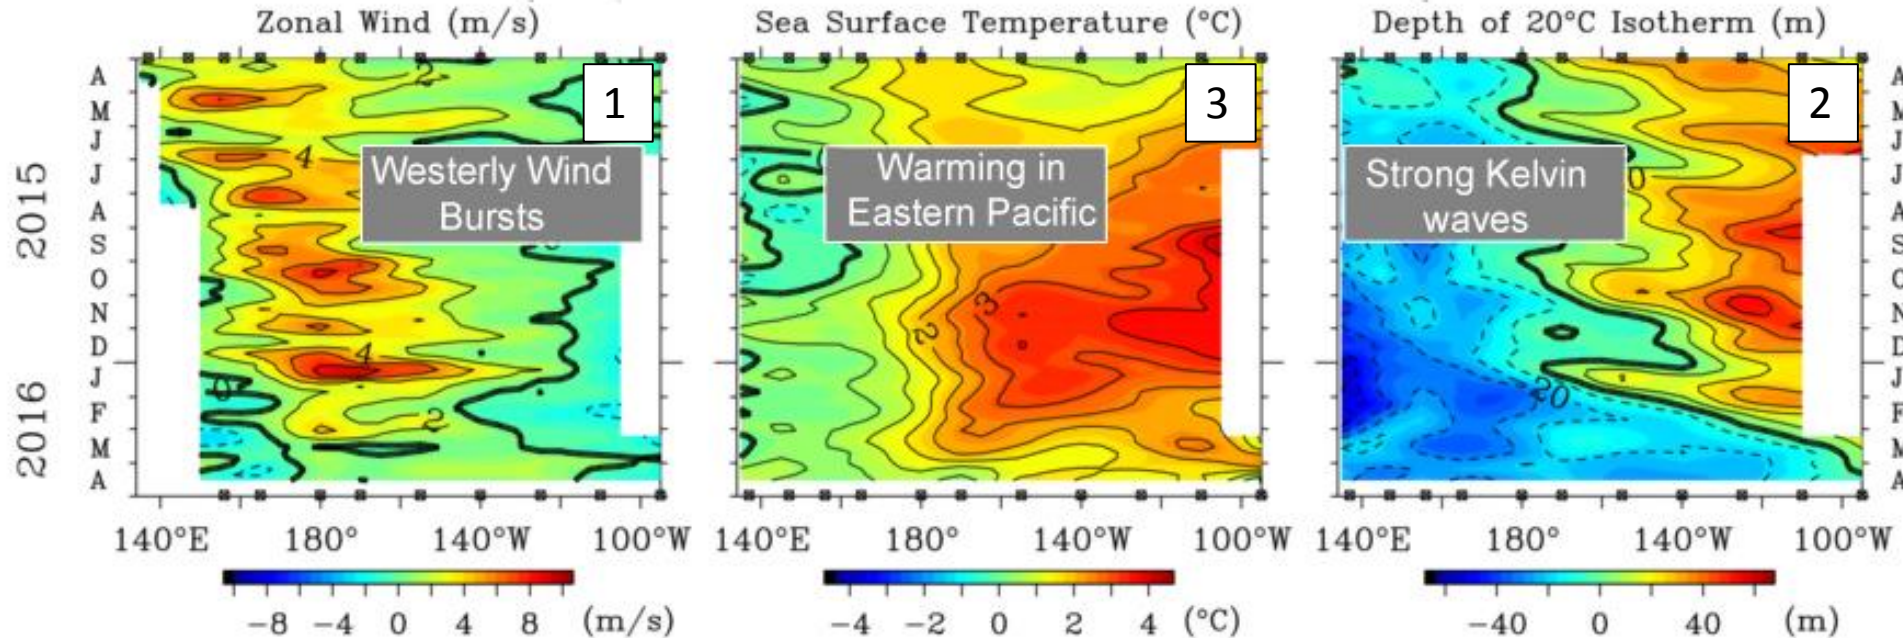 Zonal Wind (m/s)
Sea Surface Temperature (°C)
Depth of 20°C Isotherm (m)
1
3
2
Westerly Wind
Bursts
Warming in
Eastern Pacific
Strong Kelvin
waves
2015
2016
A
M
J
J
A
S
O
N
D
J
F
M
A
2
4
4
0
2
2
3
0
20
A
M
J
J
A
S
O
N
D
J
F
M
A
140°E 180° 140°W 100°W
140°E 180° 140°W 100°W
140°E 180° 140°W 100°W
-8 -4 0 4 8 (m/s)
-4 -2 0 2 4 (°C)
-40 0 40 (m)